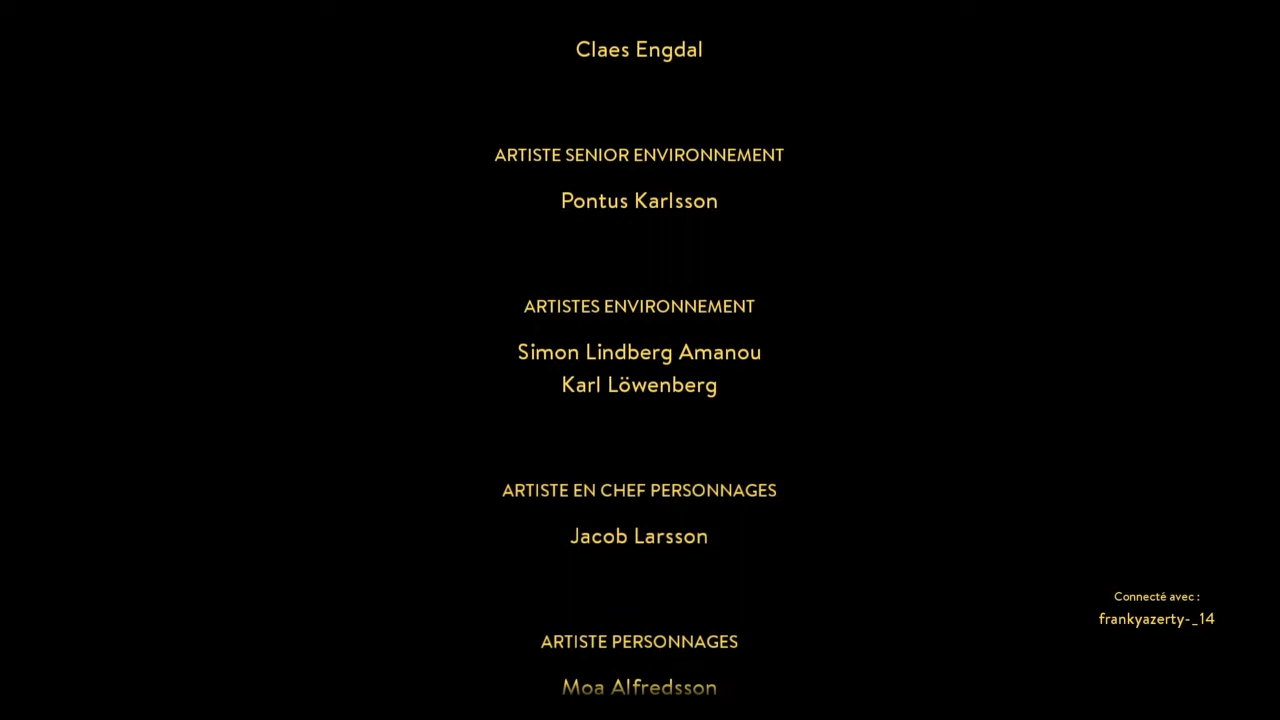 Claes Engdal
ARTISTE SENIOR ENVIRONNEMENT
Pontus Karlsson
ARTISTES ENVIRONNEMENT
Simon Lindberg Amanou
Karl Löwenberg
ARTISTE EN CHEF PERSONNAGES
Jacob Larsson
Connecté avec :
frankyazerty-_14
ARTISTE PERSONNAGES
Moa Alfredsson